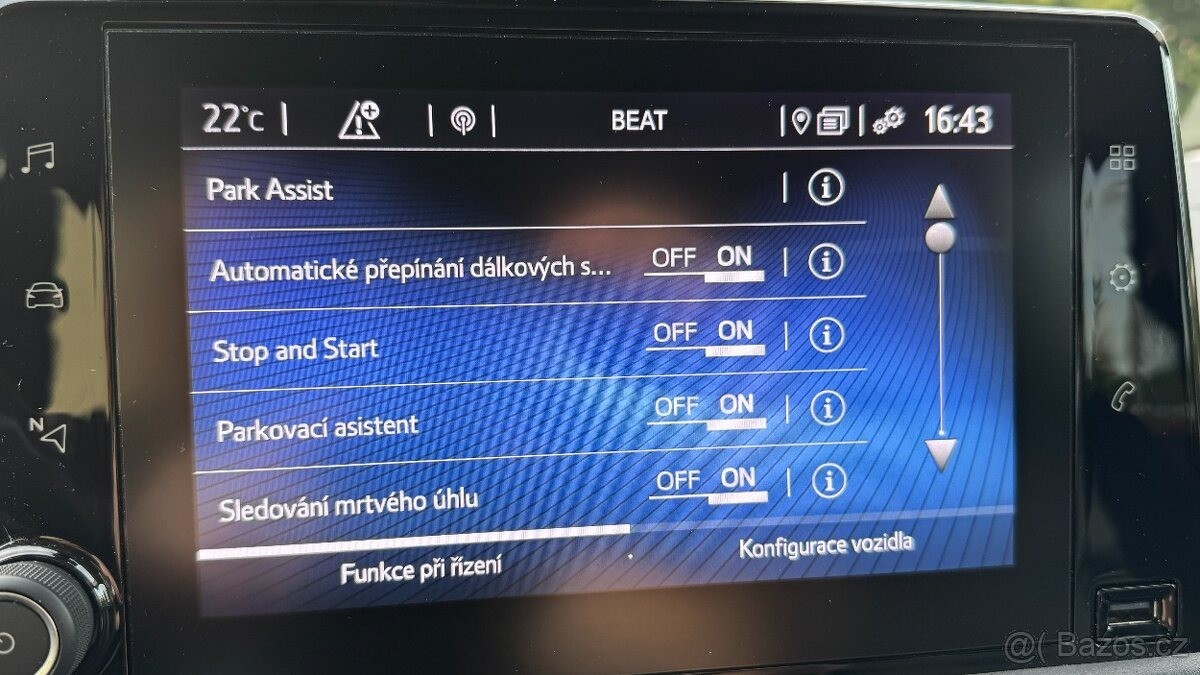 22°C BEAT 16:43
Park Assist
Automatické přepínání dálkových s... OFF ON
Stop and Start OFF ON
Parkovací asistent OFF ON
Sledování mrtvého úhlu OFF ON
Funkce při řízení Konfigurace vozidla
N
@( Bazoš.cz